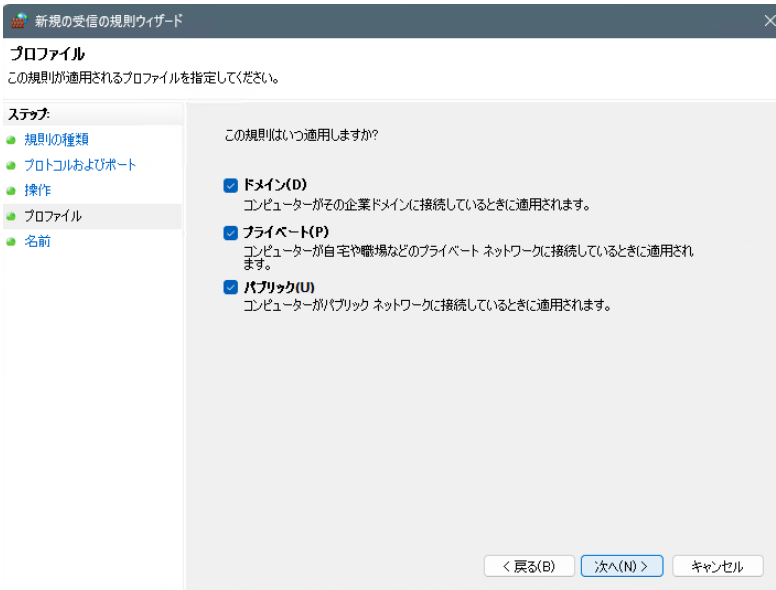 新規の受信の規則ウィザード
プロファイル
この規則が適用されるプロファイルを指定してください。
ステップ:
規則の種類
プロトコルおよびポート
操作
プロファイル
名前
この規則はいつ適用しますか?
ドメイン(D)
コンピューターがその企業ドメインに接続しているときに適用されます。
プライベート(P)
コンピューターが自宅や職場などのプライベート ネットワークに接続しているときに適用され
ます。
パブリック(U)
コンピューターがパブリック ネットワークに接続しているときに適用されます。
< 戻る(B)
次へ(N) >
キャンセル